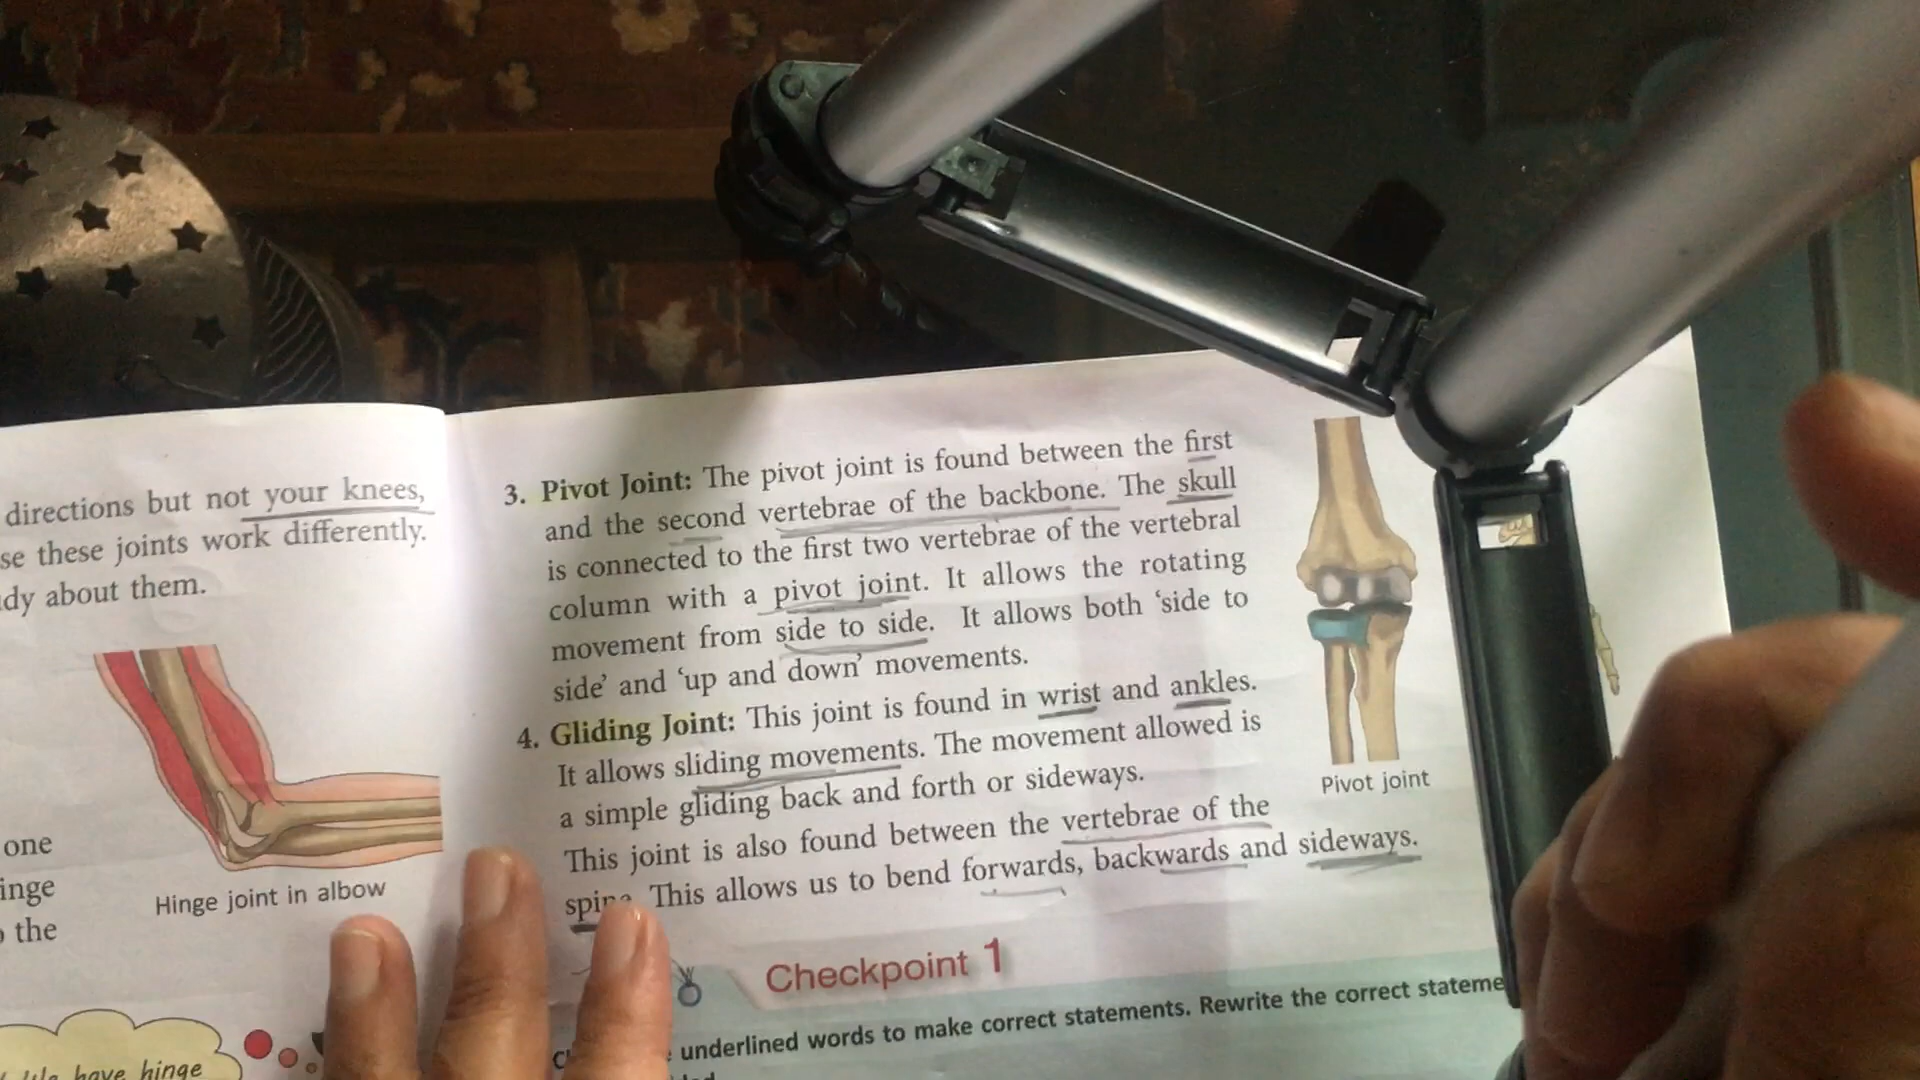 directions but not your knees,
se these joints work differently.
dy about them.
one
inge
the
Hinge joint in albow
have hinge
3. Pivot Joint: The pivot joint is found between the first
and the second vertebrae of the backbone. The skull
is connected to the first two vertebrae of the vertebral
column with a pivot joint. It allows the rotating
movement from side to side. It allows both ‘side to
side’ and ‘up and down’ movements.
4. Gliding Joint: This joint is found in wrist and ankles.
It allows sliding movements. The movement allowed is
a simple gliding back and forth or sideways.
This joint is also found between the vertebrae of the
spine. This allows us to bend forwards, backwards and sideways.
Pivot joint
Checkpoint 1
underlined words to make correct statements. Rewrite the correct stateme